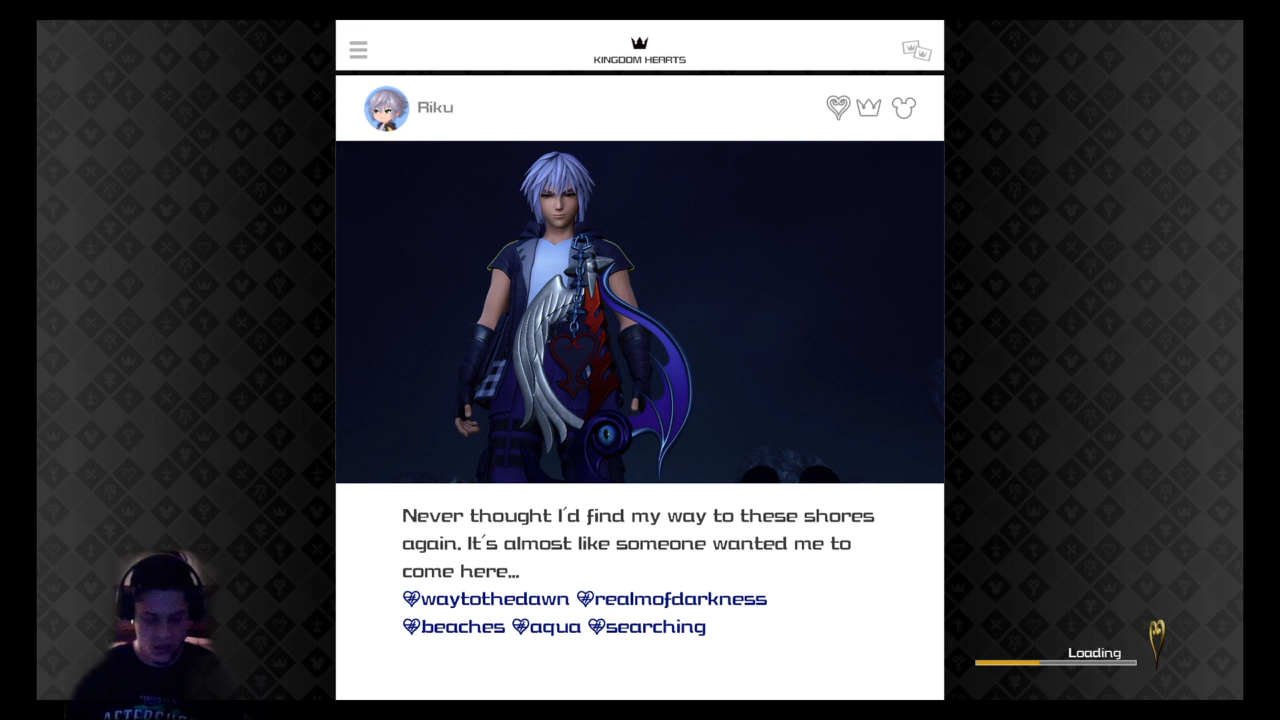 KINGDOM HEARTS
Riku
Never thought I'd find my way to these shores
again. It's almost like someone wanted me to
come here...
waytothedawn realmofdarkness
beaches aqua searching
Loading